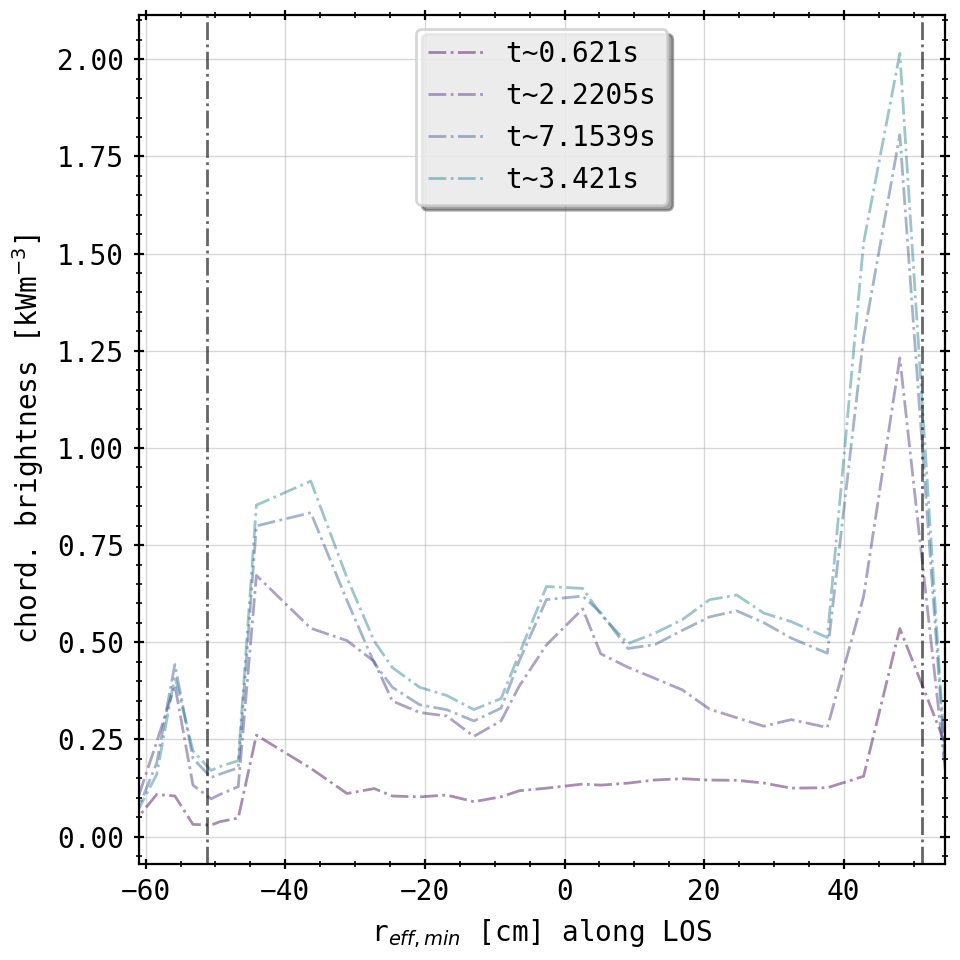 t~0.621s
t~2.2205s
t~7.1539s
t~3.421s
2.00
1.75
1.50
1.25
1.00
0.75
0.50
0.25
0.00
chord. brightness [kWm⁻³]
−60 −40 −20 0 20 40
r_eff,min [cm] along LOS